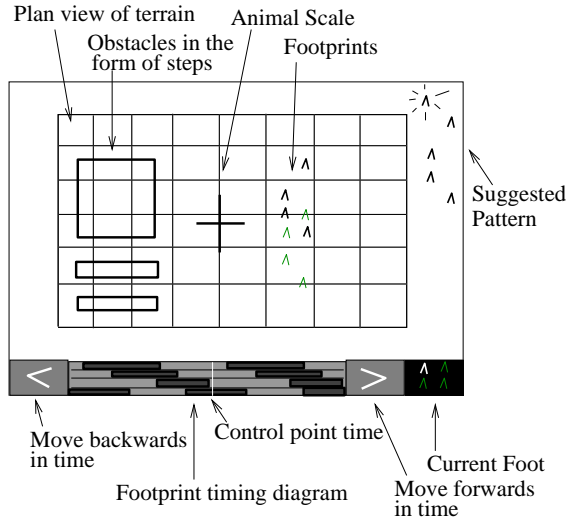 Plan view of terrain
Animal Scale
Obstacles in the
form of steps
Footprints
Suggested
Pattern
<
>
Move backwards
in time
Control point time
Footprint timing diagram
Current Foot
Move forwards
in time